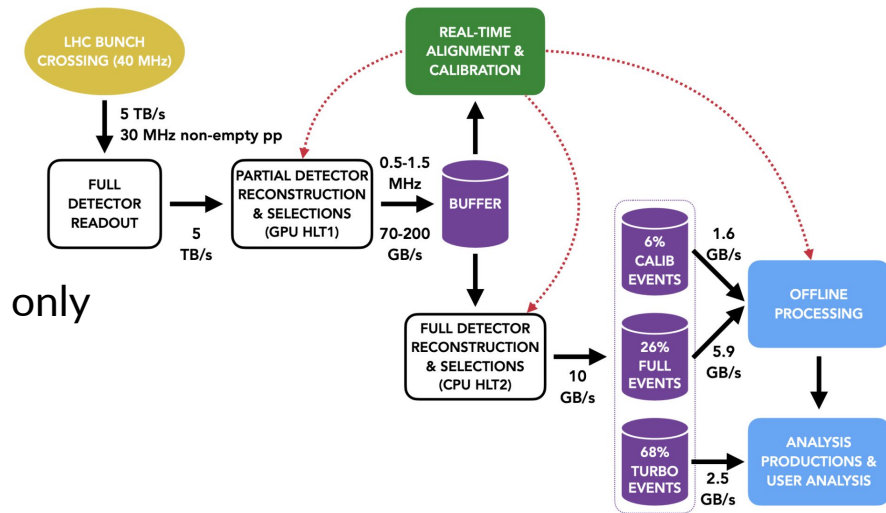 LHC BUNCH
CROSSING (40 MHz)
REAL-TIME
ALIGNMENT &
CALIBRATION
5 TB/s
30 MHz non-empty pp
FULL
DETECTOR
READOUT
5
TB/s
PARTIAL DETECTOR
RECONSTRUCTION
& SELECTIONS
(GPU HLT1)
0.5-1.5
MHz
70-200
GB/s
BUFFER
only
FULL DETECTOR
RECONSTRUCTION
& SELECTIONS
(CPU HLT2)
10
GB/s
6%
CALIB
EVENTS
1.6
GB/s
26%
FULL
EVENTS
5.9
GB/s
68%
TURBO
EVENTS
2.5
GB/s
OFFLINE
PROCESSING
ANALYSIS
PRODUCTIONS &
USER ANALYSIS